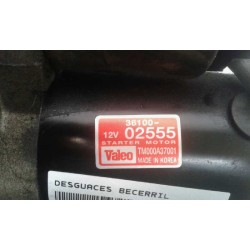 36100-
12V 02555
STARTER MOTOR
Valeo TM000A37001
MADE IN KOREA
DESGUACES BECERRIL